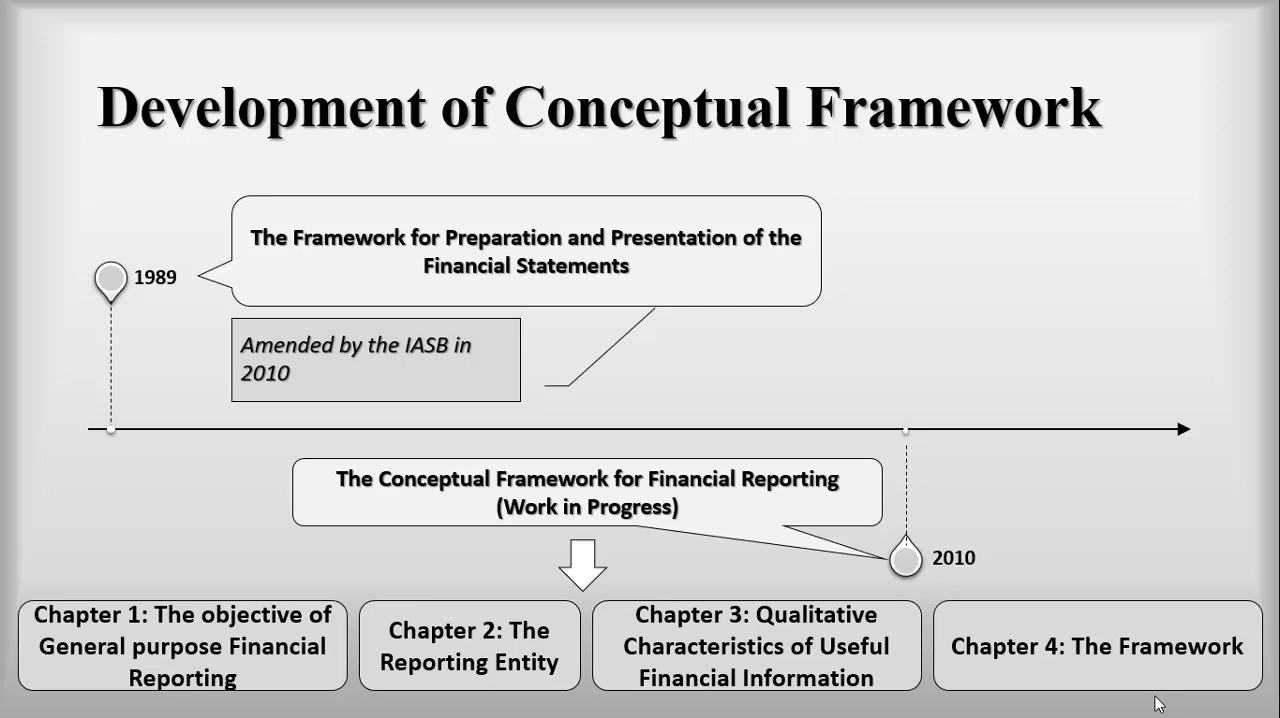 Development of Conceptual Framework
The Framework for Preparation and Presentation of the
Financial Statements
1989
Amended by the IASB in
2010
The Conceptual Framework for Financial Reporting
(Work in Progress)
2010
Chapter 1: The objective of
General purpose Financial
Reporting
Chapter 2: The
Reporting Entity
Chapter 3: Qualitative
Characteristics of Useful
Financial Information
Chapter 4: The Framework